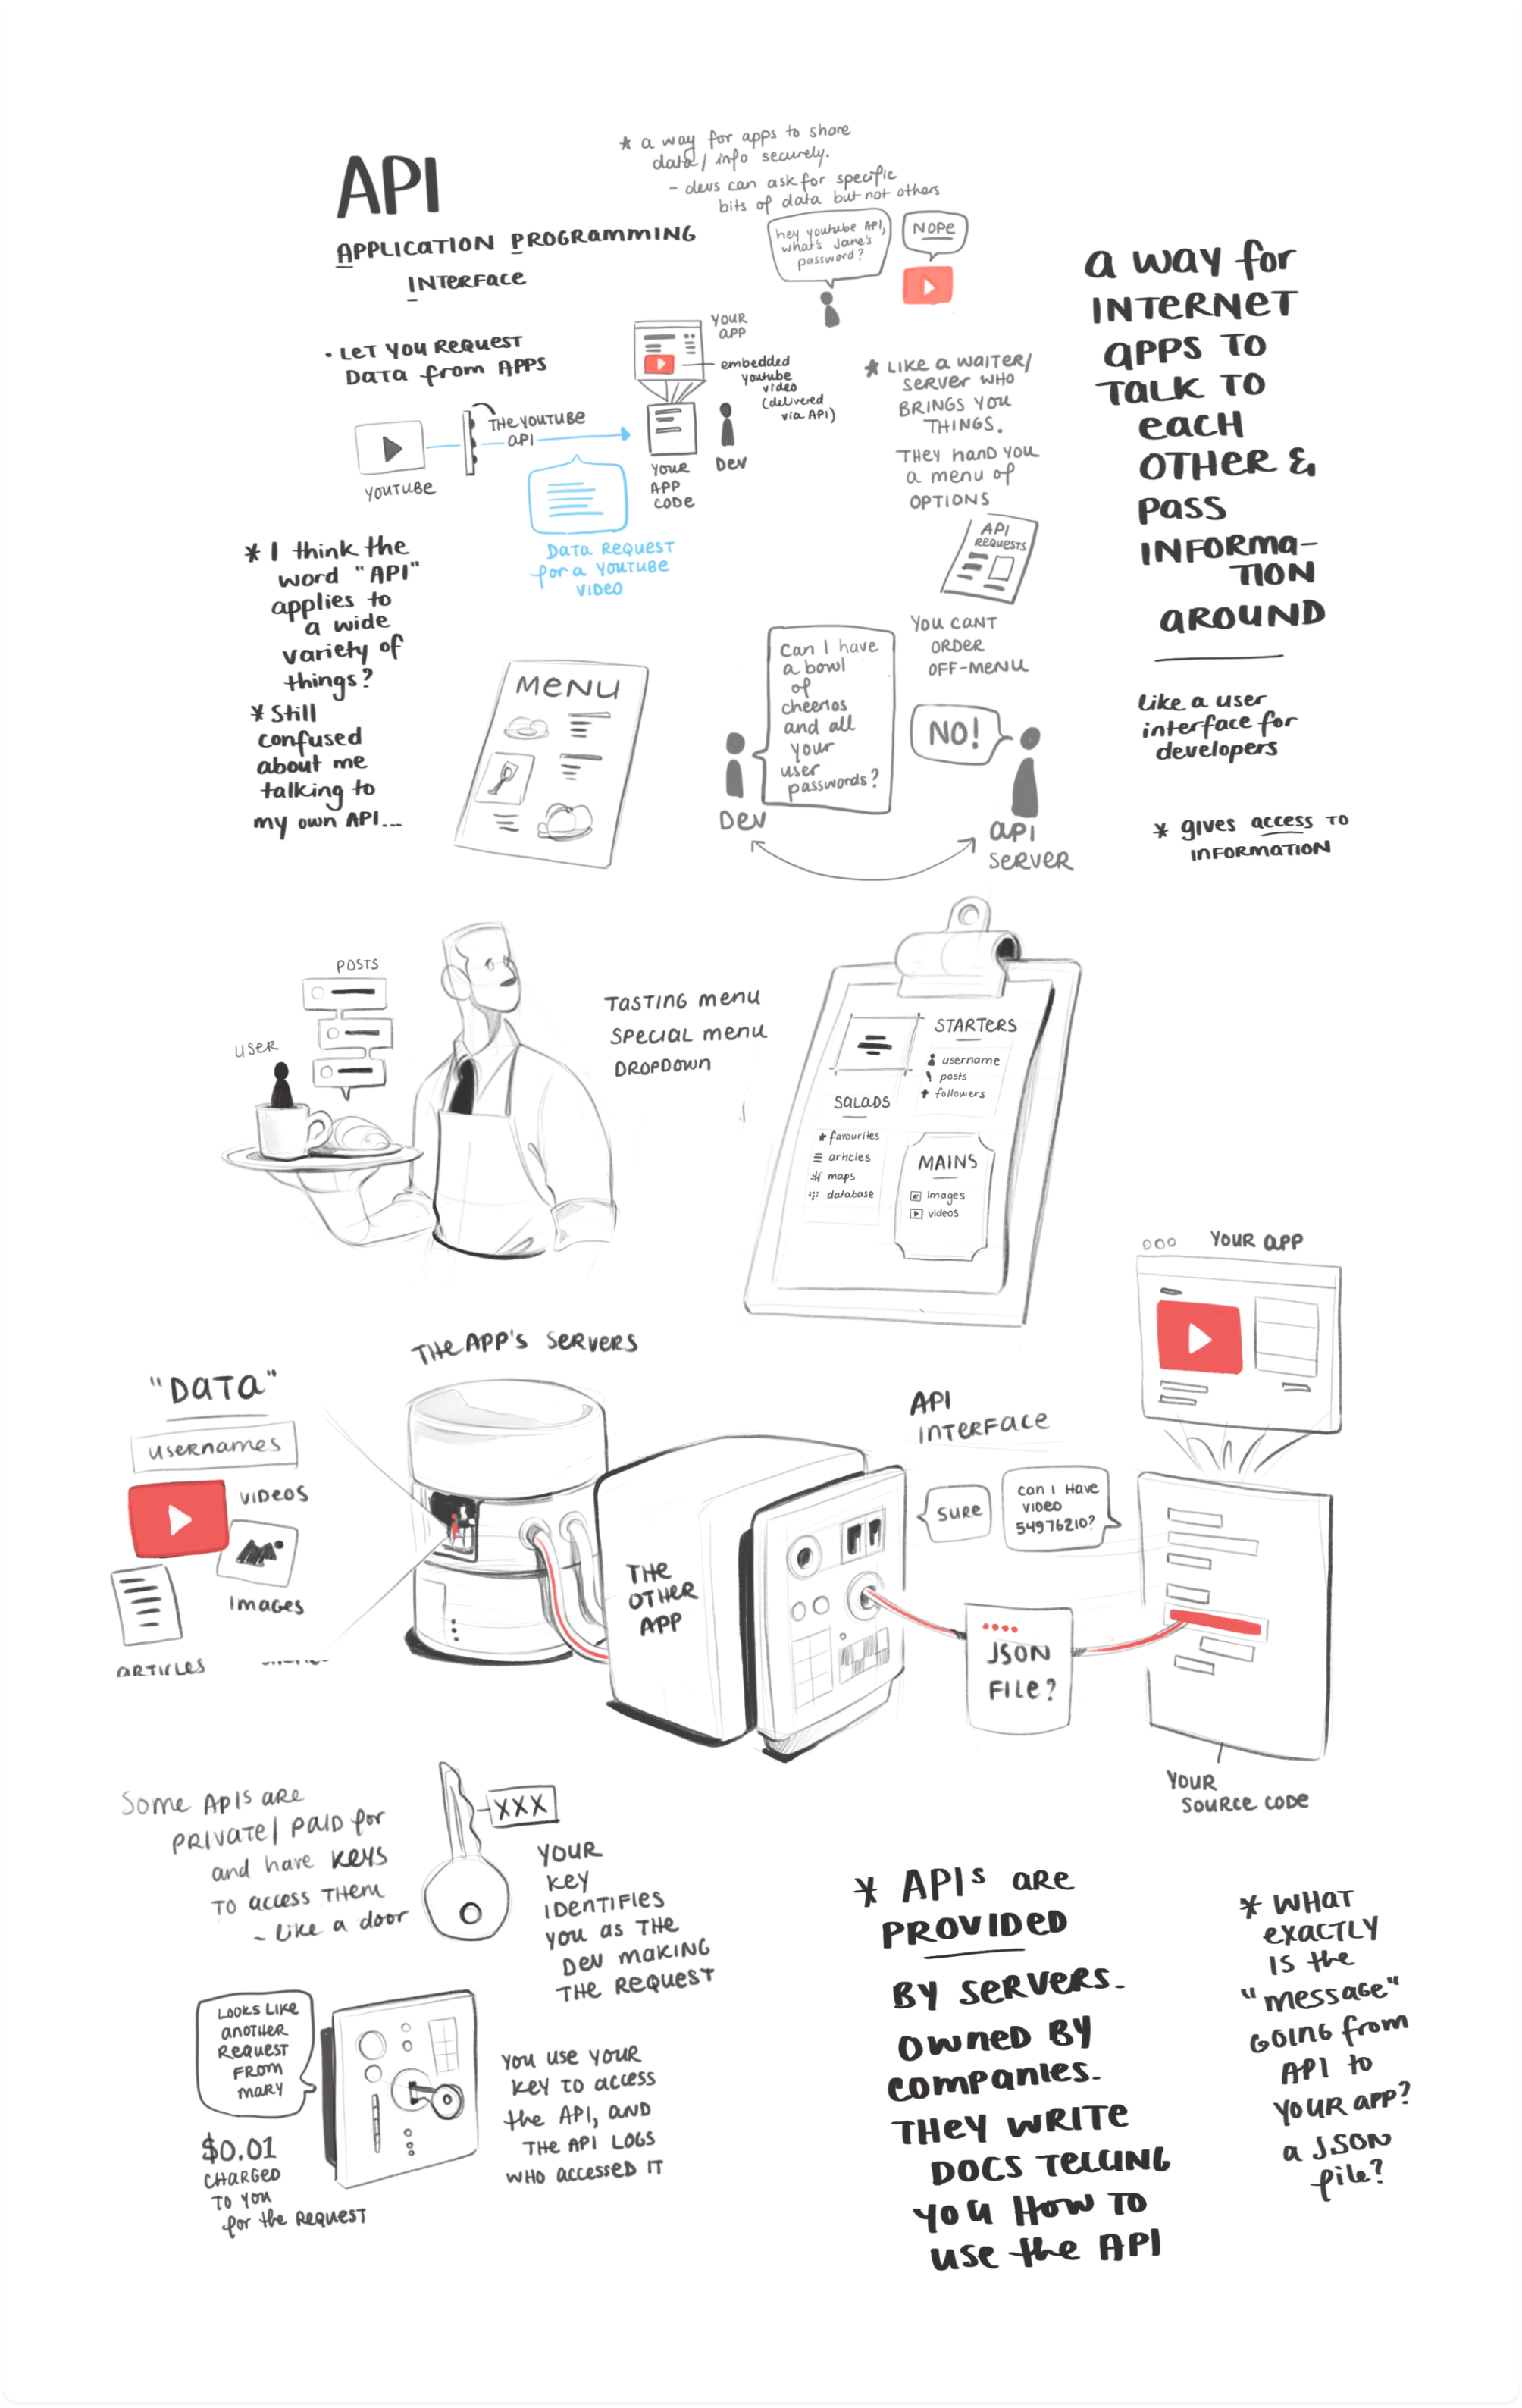 API
APPLICATION PROGRAMMING
INTERFACE
* a way for apps to share
data/info securely.
- devs can ask for specific
bits of data but not others
hey youtube API,
what's Jane's
password?
NOPE
• LET YOU REQUEST
DATA from APPS
YOUTUBE
THE YOUTUBE
API
DATA REQUEST
for a YOUTUBE
VIDEO
YOUR
APP
embedded
youtube
video
(delivered
via API)
YOUR
APP
CODE
DEV
* LIKE A WAITER/
SERVER WHO
BRINGS YOU
THINGS.
THEY HAND YOU
a menu of
OPTIONS
API
REQUESTS
YOU CANT
ORDER
OFF-MENU
a way for
INTERNET
apps TO
TALK TO
each
OTHER &
pass
INFORMA-
TION
AROUND
like a user
interface for
developers
* gives access to
INFORMATION
* I think the
word "API"
applies to
a wide
variety of
things?
* Still
confused
about me
talking to
my own API...
MENU
Can I have
a bowl
of
cheerios
and all
your
user
passwords?
NO!
DEV
API
SERVER
POSTS
USER
TASTING MENU
SPECIAL MENU
DROPDOWN
STARTERS
username
posts
followers
SALADS
favourites
articles
maps
database
MAINS
images
videos
"DATA"
USERNAMES
VIDEOS
IMAGES
ARTICLES
THE APP'S SERVERS
THE
OTHER
APP
API
INTERFACE
SURE
CAN I HAVE
VIDEO
54976210?
JSON
FILE?
YOUR APP
YOUR
SOURCE CODE
SOME APIS ARE
PRIVATE/PAID for
and have KEYS
TO ACCESS THEM
- LIKE A DOOR
XXX
YOUR
KEY
IDENTIFIES
YOU AS THE
DEV MAKING
THE REQUEST
LOOKS LIKE
ANOTHER
REQUEST
FROM
MARY
$0.01
CHARGED
TO YOU
for the REQUEST
YOU USE YOUR
KEY TO ACCESS
the API, AND
THE API LOGS
WHO ACCESSED IT
* APIs ARE
PROVIDED
BY SERVERS.
OWNED BY
COMPANIES.
THEY WRITE
DOCS TELLING
YOU HOW TO
USE the API
* WHAT
EXACTLY
IS the
"MESSAGE"
GOING from
API to
YOUR APP?
a JSON
file?